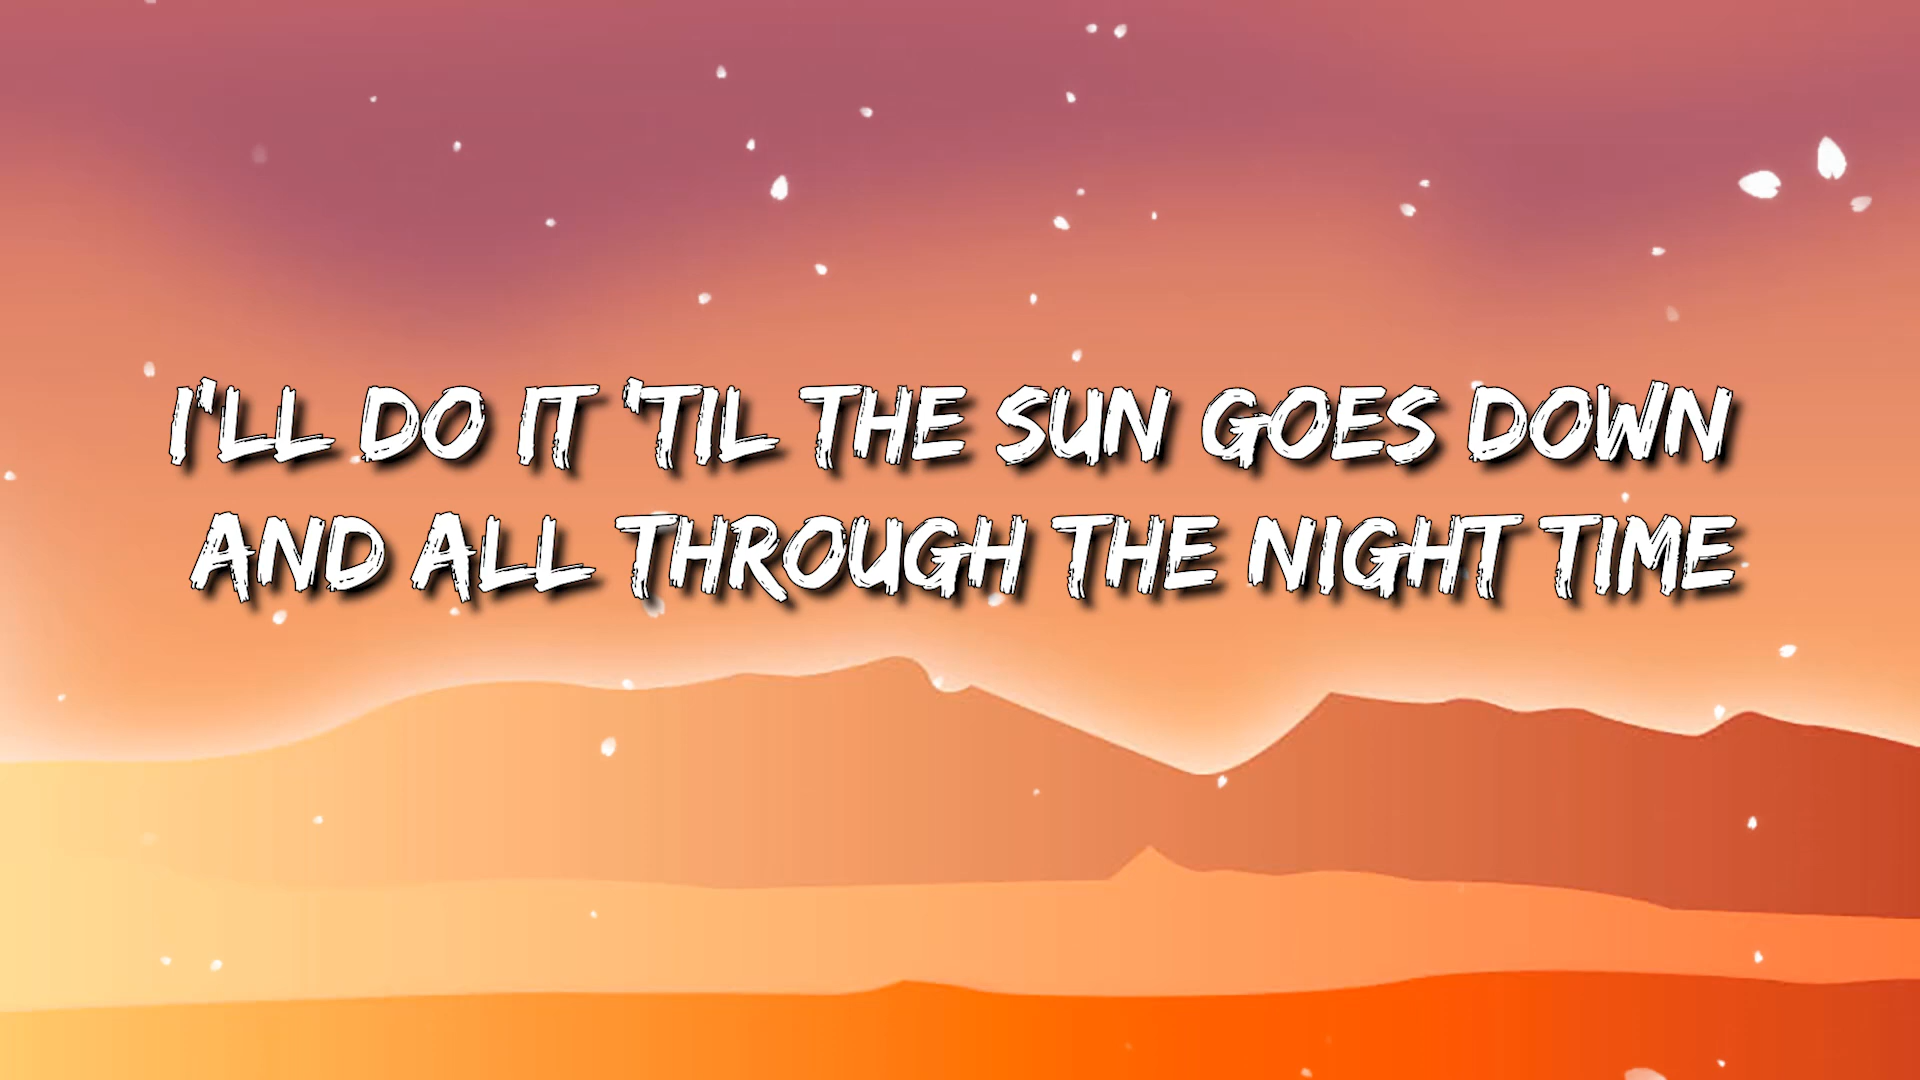 I'LL DO IT 'TIL THE SUN GOES DOWN
AND ALL THROUGH THE NIGHT TIME